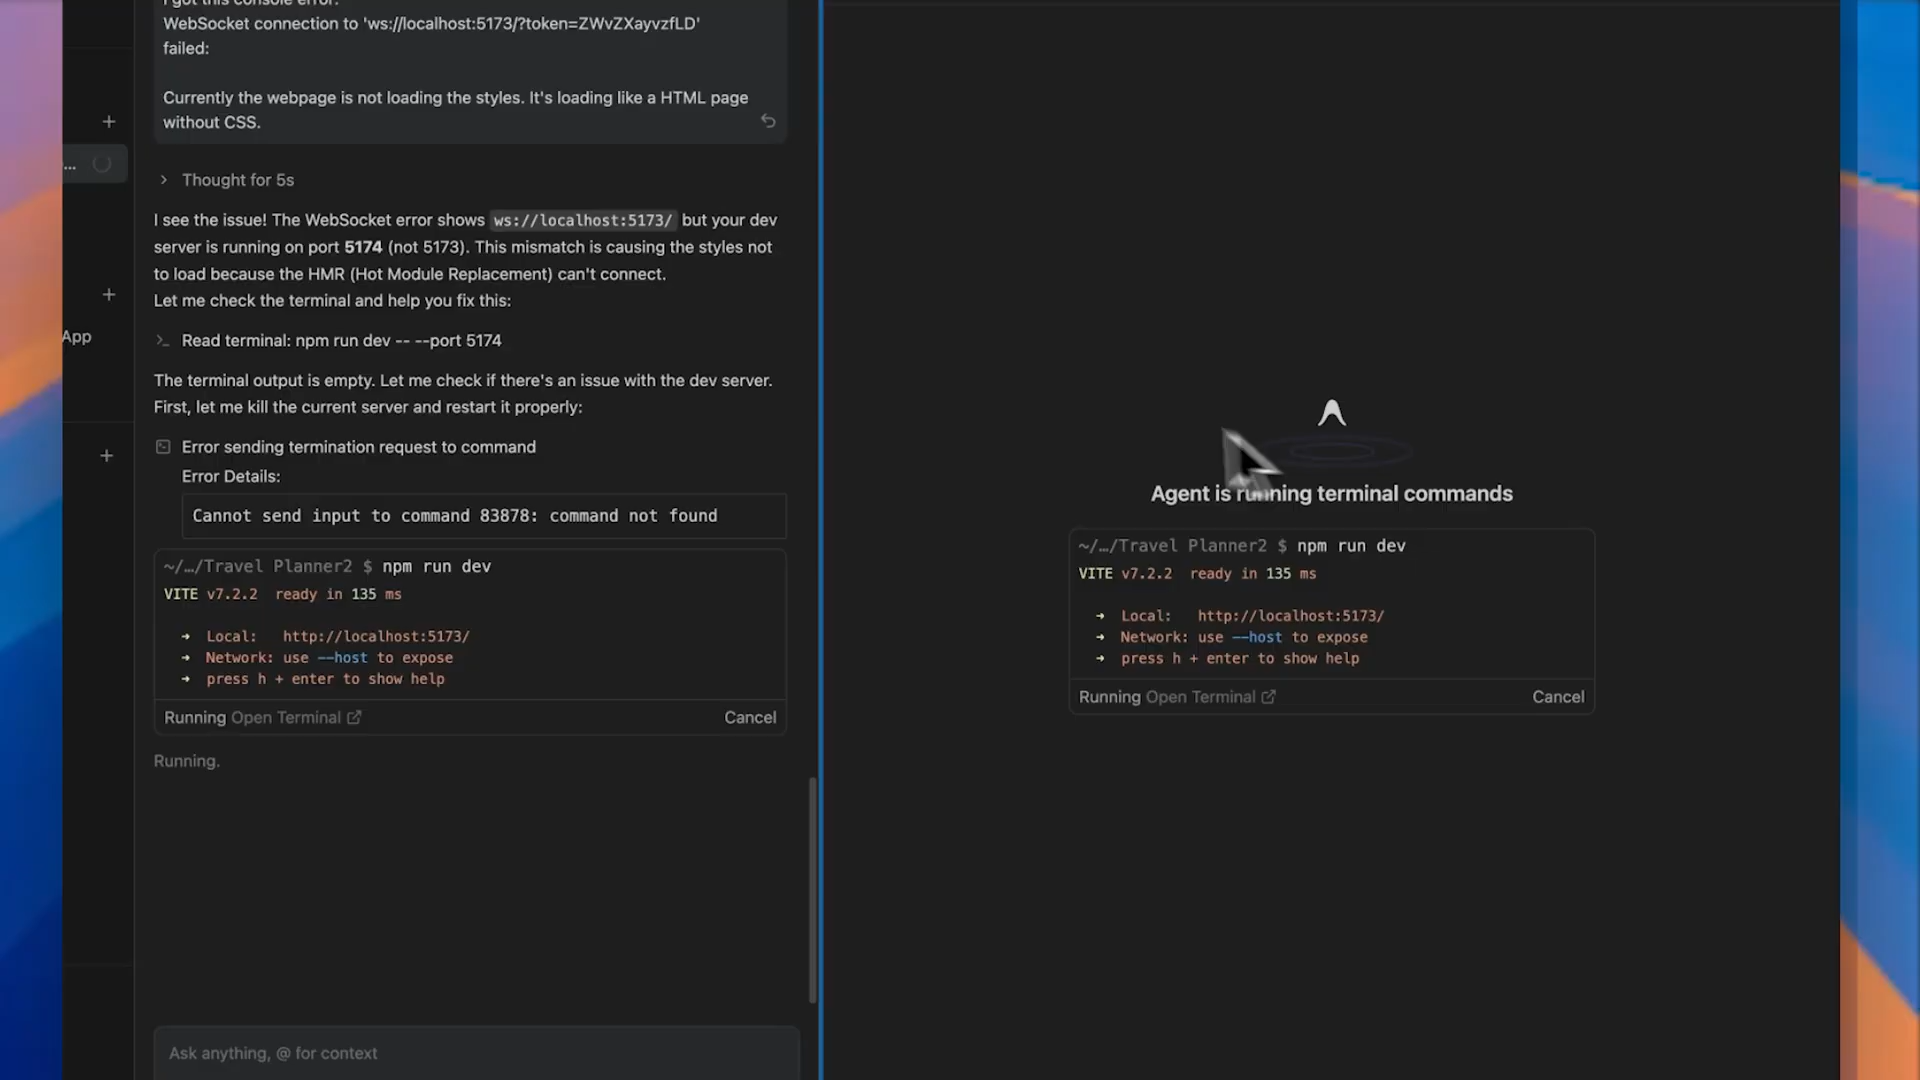 I got this console error:
WebSocket connection to 'ws://localhost:5173/?token=ZWvZXayvzfLD'
failed:
Currently the webpage is not loading the styles. It's loading like a HTML page
without CSS.
...
Thought for 5s
I see the issue! The WebSocket error shows ws://localhost:5173/ but your dev
server is running on port 5174 (not 5173). This mismatch is causing the styles not
to load because the HMR (Hot Module Replacement) can't connect.
Let me check the terminal and help you fix this:
App
Read terminal: npm run dev -- --port 5174
The terminal output is empty. Let me check if there's an issue with the dev server.
First, let me kill the current server and restart it properly:
Error sending termination request to command
Error Details:
Cannot send input to command 83878: command not found
~/…/Travel Planner2 $ npm run dev
VITE v7.2.2 ready in 135 ms
➜ Local: http://localhost:5173/
➜ Network: use --host to expose
➜ press h + enter to show help
Running Open Terminal
Cancel
Running.
Ask anything, @ for context
Agent is running terminal commands
~/…/Travel Planner2 $ npm run dev
VITE v7.2.2 ready in 135 ms
➜ Local: http://localhost:5173/
➜ Network: use --host to expose
➜ press h + enter to show help
Running Open Terminal
Cancel